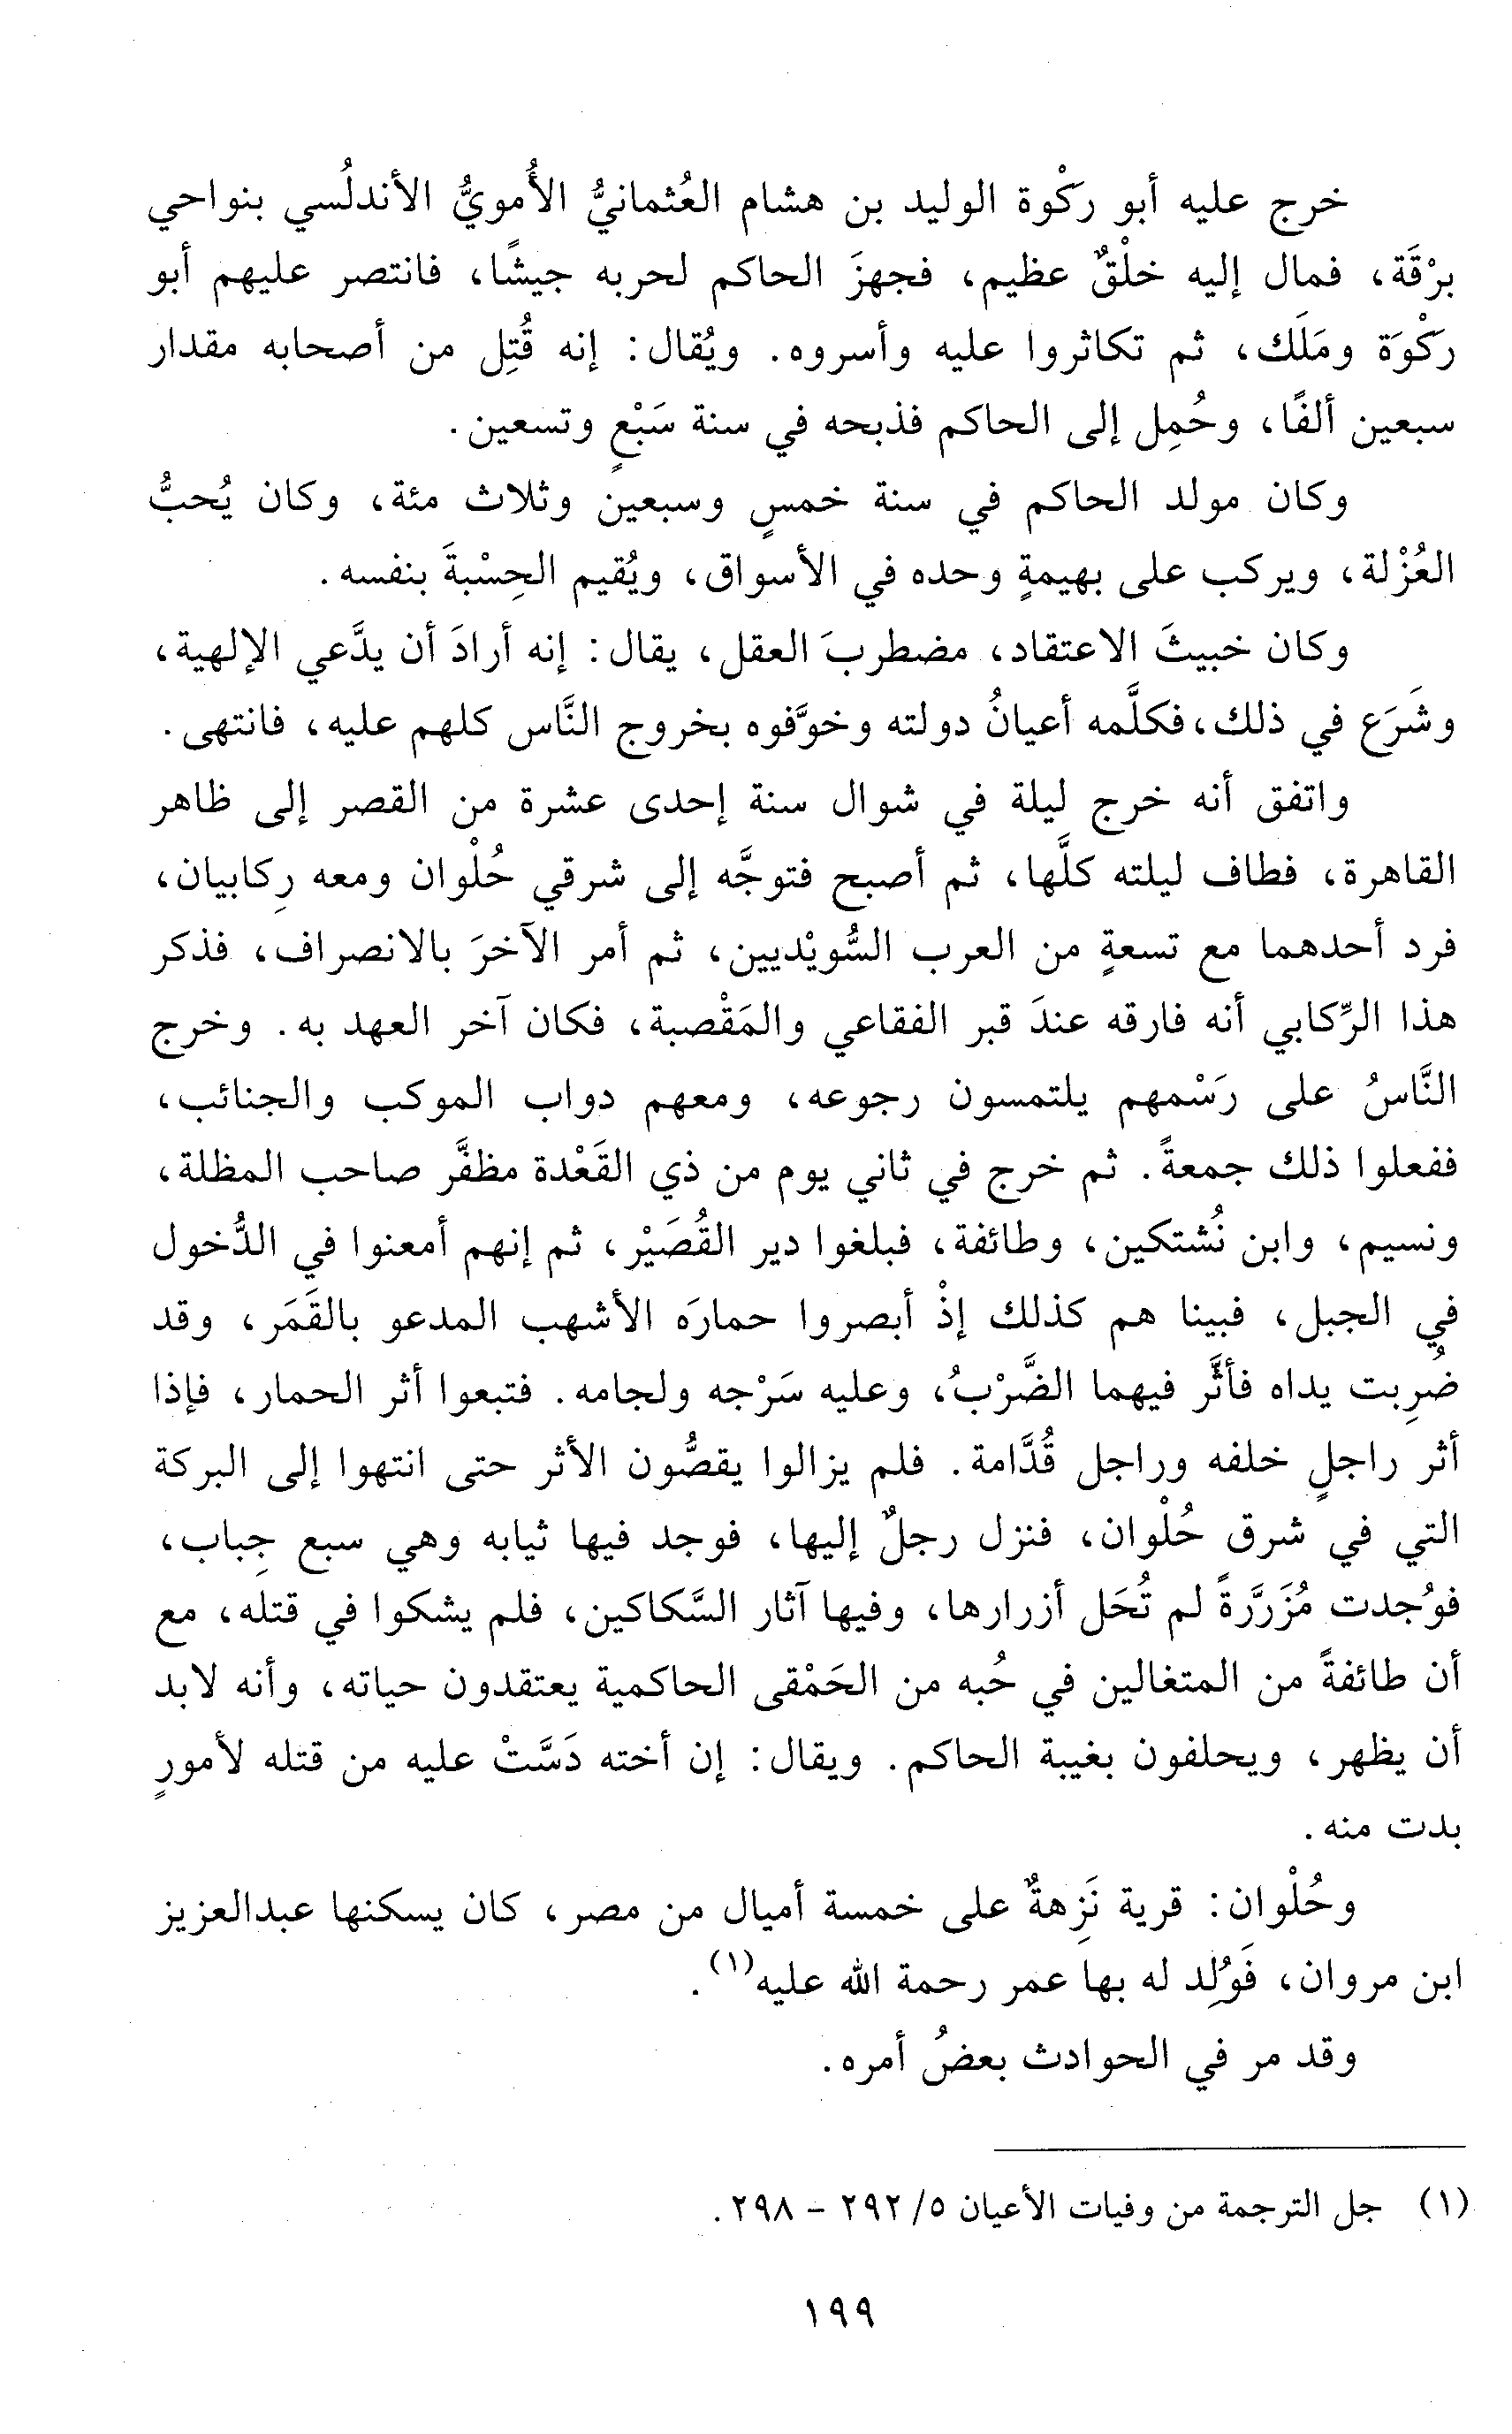 خرج عليه أبو ركْوة الوليد بن هشام العُثمانيُّ الأُمويُّ الأندلُسي بنواحي
برْقَة، فمال إليه خلْقٌ عظيم، فجهزَ الحاكم لحربه جيشًا، فانتصر عليهم أبو
ركْوَة ومَلَك، ثم تكاثروا عليه وأسروه. ويُقال: إنه قُتِل من أصحابه مقدار
سبعين ألفًا، وحُمِل إلى الحاكم فذبحه في سنة سَبْعٍ وتسعين.
وكان مولد الحاكم في سنة خمسٍ وسبعين وثلاث مئة، وكان يُحبُّ
العُزْلة، ويركب على بهيمةٍ وحده في الأسواق، ويُقيم الحِسْبةَ بنفسه.
وكان خبيثَ الاعتقاد، مضطربَ العقل، يقال: إنه أرادَ أن يدَّعي الإلهية،
وشَرَع في ذلك، فكلَّمه أعيانُ دولته وخوَّفوه بخروج النَّاس كلهم عليه، فانتهى.
واتفق أنه خرج ليلة في شوال سنة إحدى عشرة من القصر إلى ظاهر
القاهرة، فطاف ليلته كلَّها، ثم أصبح فتوجَّه إلى شرقي حُلْوان ومعه رِكابيان،
فرد أحدهما مع تسعةٍ من العرب السُّويْديين، ثم أمر الآخرَ بالانصراف، فذكر
هذا الرِّكابي أنه فارقه عندَ قبر الفقاعي والمَقْصبة، فكان آخر العهد به. وخرج
النَّاسُ على رَسْمهم يلتمسون رجوعه، ومعهم دواب الموكب والجنائب،
ففعلوا ذلك جمعةً. ثم خرج في ثاني يوم من ذي القَعْدة مظفَّر صاحب المظلة،
ونسيم، وابن نُشتكين، وطائفة، فبلغوا دير القُصَيْر، ثم إنهم أمعنوا في الدُّخول
في الجبل، فبينا هم كذلك إذْ أبصروا حمارَه الأشهب المدعو بالقَمَر، وقد
ضُرِبت يداه فأثَّر فيهما الضَّرْبُ، وعليه سَرْجه ولجامه. فتبعوا أثر الحمار، فإذا
أثر راجلٍ خلفه وراجل قُدَّامة. فلم يزالوا يقصُّون الأثر حتى انتهوا إلى البركة
التي في شرق حُلْوان، فنزل رجلٌ إليها، فوجد فيها ثيابه وهي سبع جِباب،
فوُجدت مُزَرَّرةً لم تُحَل أزرارها، وفيها آثار السَّكاكين، فلم يشكوا في قتله، مع
أن طائفةً من المتغالين في حُبه من الحَمْقى الحاكمية يعتقدون حياته، وأنه لابد
أن يظهر، ويحلفون بغيبة الحاكم. ويقال: إن أخته دَسَّتْ عليه من قتله لأمورٍ
بدت منه.
وحُلْوان: قرية نَزِهةٌ على خمسة أميال من مصر، كان يسكنها عبدالعزيز
ابن مروان، فَوُلِد له بها عمر رحمة الله عليه(١).
وقد مر في الحوادث بعضُ أمره.
(١) جل الترجمة من وفيات الأعيان ٥/ ٢٩٢ - ٢٩٨.
١٩٩